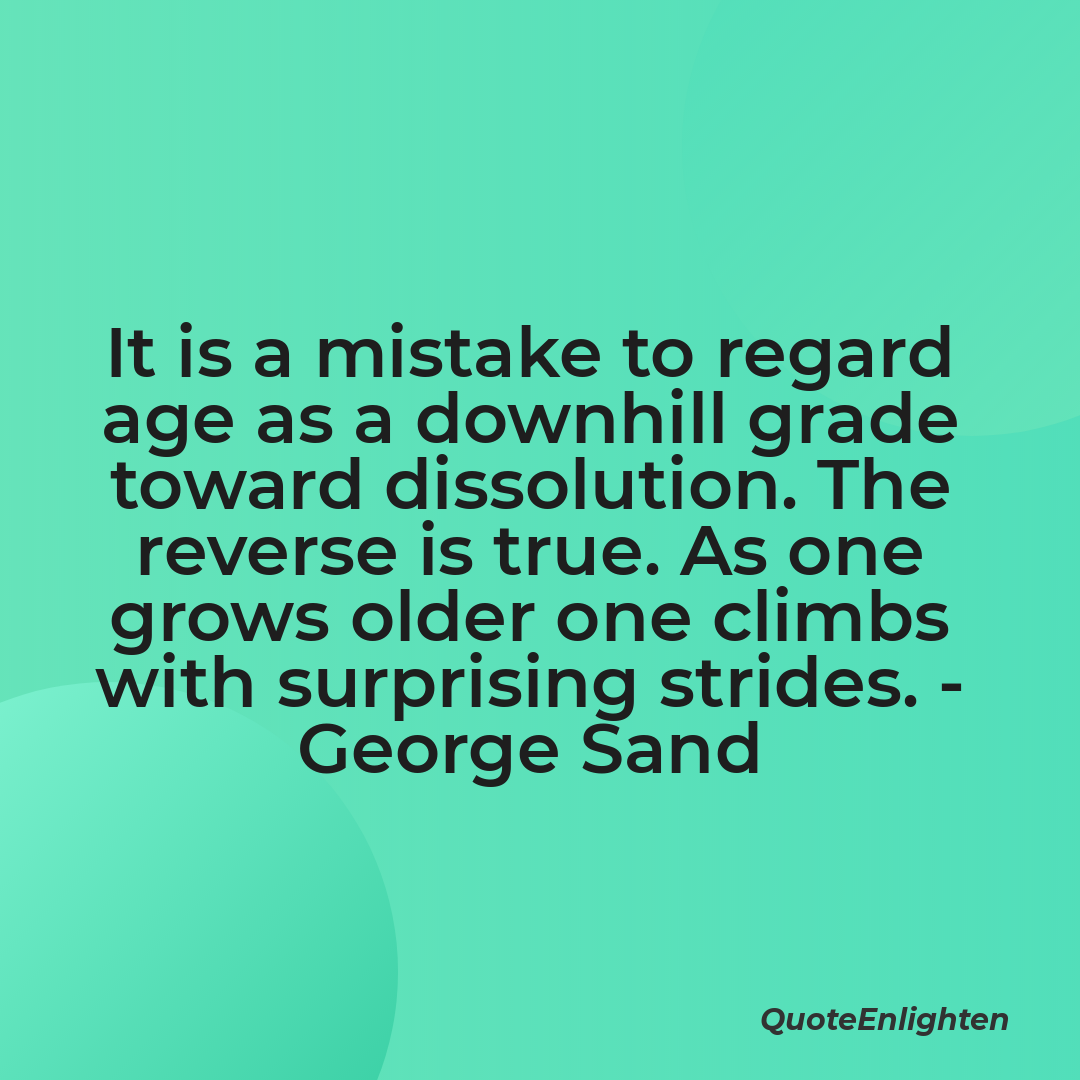 It is a mistake to regard
age as a downhill grade
toward dissolution. The
reverse is true. As one
grows older one climbs
with surprising strides. -
George Sand
QuoteEnlighten